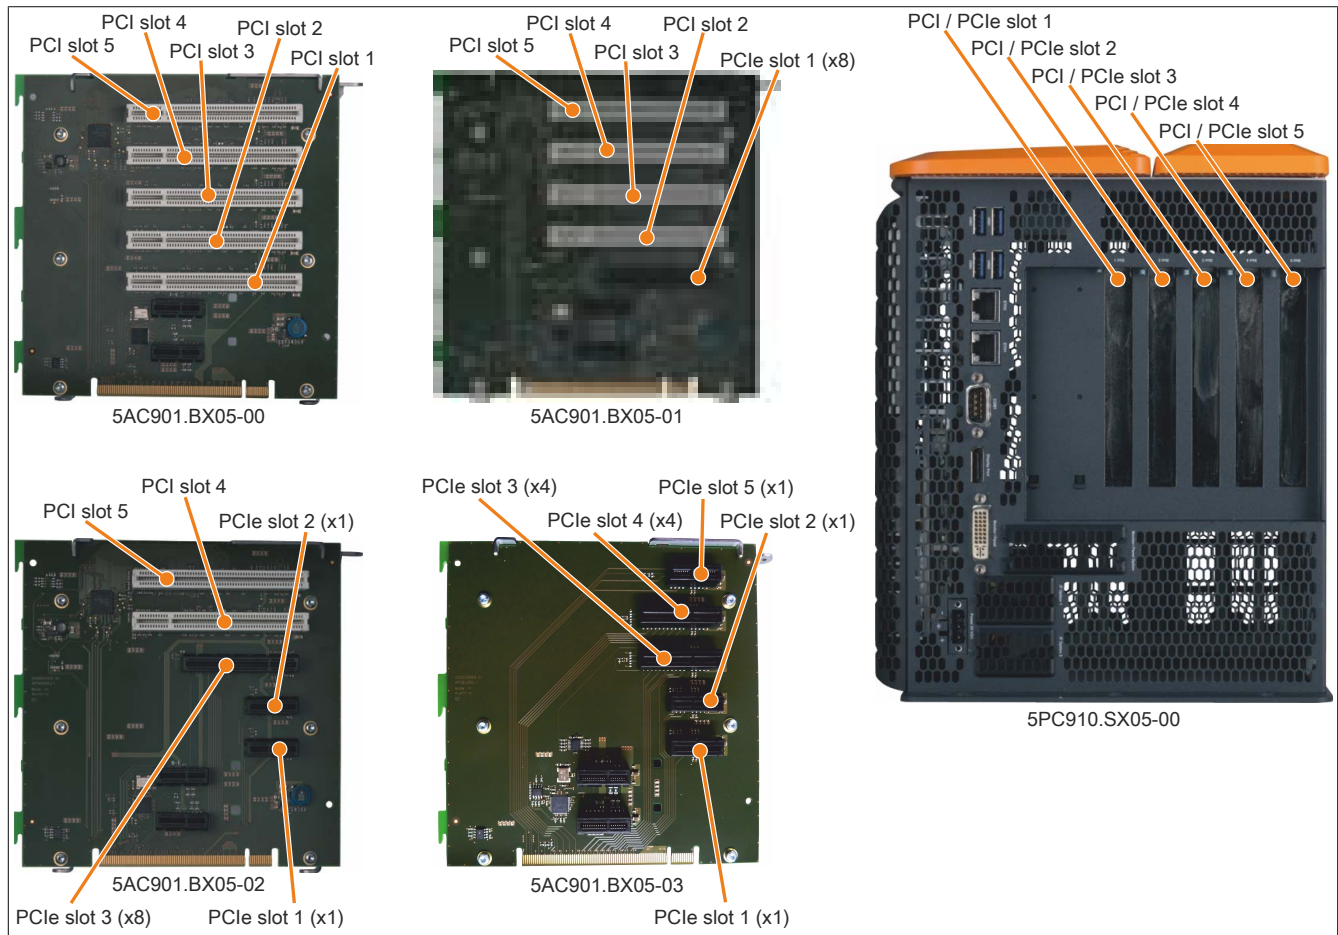 PCI slot 5
PCI slot 4
PCI slot 3
PCI slot 2
PCI slot 1
5AC901.BX05-00
PCI slot 5
PCI slot 4
PCI slot 3
PCI slot 2
PCIe slot 1 (x8)
5AC901.BX05-01
PCI / PCIe slot 1
PCI / PCIe slot 2
PCI / PCIe slot 3
PCI / PCIe slot 4
PCI / PCIe slot 5
5PC910.SX05-00
PCI slot 5
PCI slot 4
PCIe slot 2 (x1)
5AC901.BX05-02
PCIe slot 3 (x8)
PCIe slot 1 (x1)
PCIe slot 3 (x4)
PCIe slot 4 (x4)
PCIe slot 5 (x1)
PCIe slot 2 (x1)
5AC901.BX05-03
PCIe slot 1 (x1)